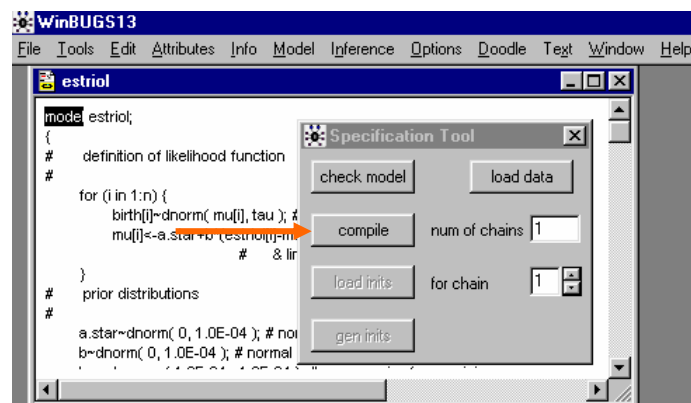 WinBUGS13
File Tools Edit Attributes Info Model Inference Options Doodle Text Window Help
estriol
model estriol;
{
# definition of likelihood function
#
for (i in 1:n) {
birth[i]~dnorm( mu[i], tau ); #
mu[i]<-a.star+b*(estriol[i]-m
# & lin
}
# prior distributions
#
a.star~dnorm( 0, 1.0E-04 ); # nor
b~dnorm( 0, 1.0E-04 ); # normal
Specification Tool
check model load data
compile num of chains 1
load inits for chain 1
gen inits